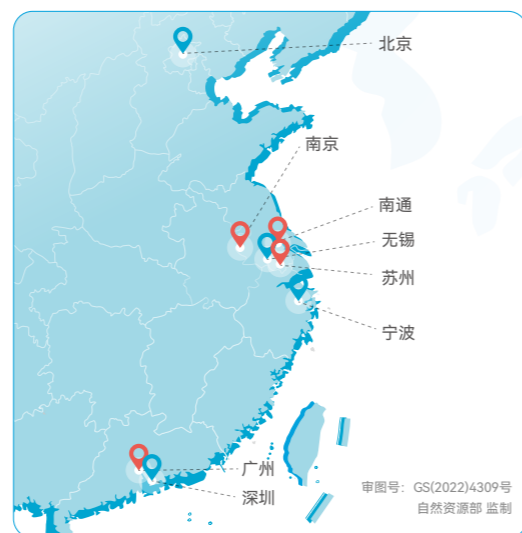 北京
南京
南通
无锡
苏州
宁波
广州
深圳
审图号：GS(2022)4309号
自然资源部 监制